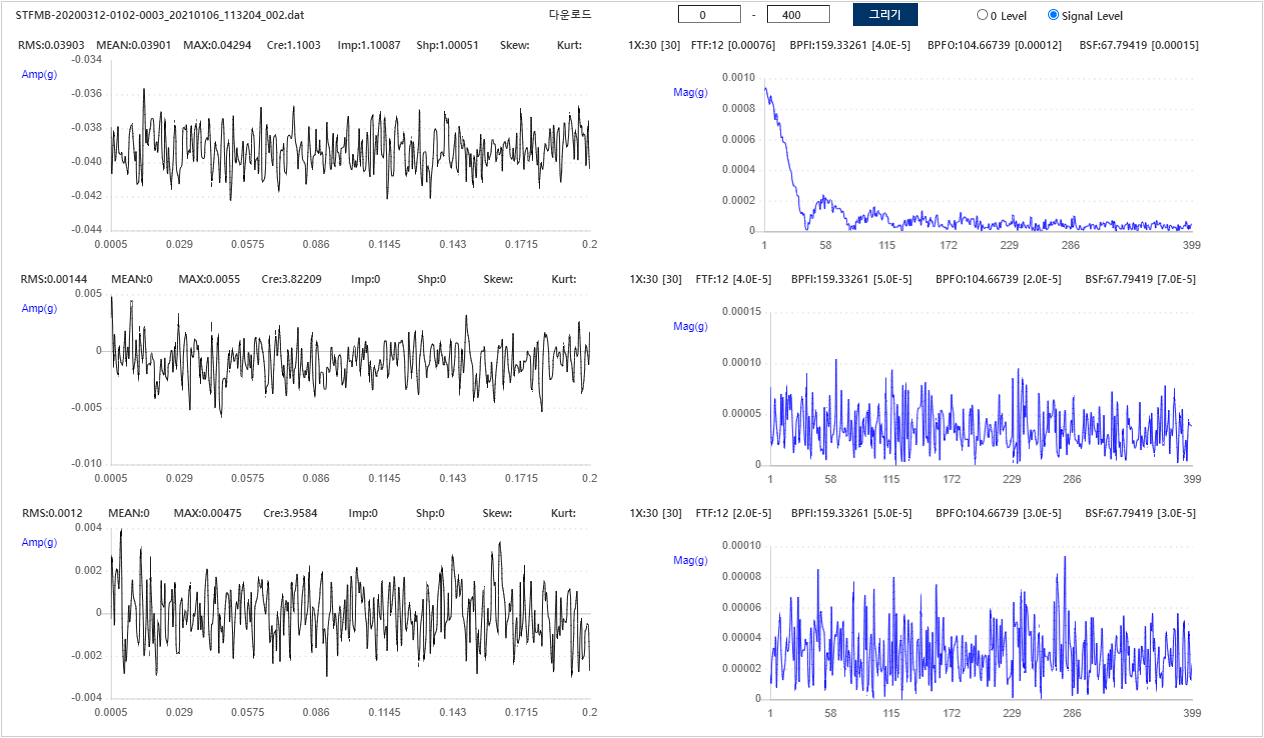 STFMB-20200312-0102-0003_20210106_113204_002.dat 다운로드 0 - 400 그리기 0 Level Signal Level
RMS:0.03903 MEAN:0.03901 MAX:0.04294 Cre:1.1003 Imp:1.10087 Shp:1.00051 Skew: Kurt:
Amp(g)
-0.034
-0.036
-0.038
-0.040
-0.042
-0.044
0.0005 0.029 0.0575 0.086 0.1145 0.143 0.1715 0.2
1X:30 [30] FTF:12 [0.00076] BPFI:159.33261 [4.0E-5] BPFO:104.66739 [0.00012] BSF:67.79419 [0.00015]
Mag(g)
0.0010
0.0008
0.0006
0.0004
0.0002
0
1 58 115 172 229 286 399
RMS:0.00144 MEAN:0 MAX:0.0055 Cre:3.82209 Imp:0 Shp:0 Skew: Kurt:
Amp(g)
0.005
0
-0.005
-0.010
0.0005 0.029 0.0575 0.086 0.1145 0.143 0.1715 0.2
1X:30 [30] FTF:12 [4.0E-5] BPFI:159.33261 [5.0E-5] BPFO:104.66739 [2.0E-5] BSF:67.79419 [7.0E-5]
Mag(g)
0.00015
0.00010
0.00005
0
1 58 115 172 229 286 399
RMS:0.0012 MEAN:0 MAX:0.00475 Cre:3.9584 Imp:0 Shp:0 Skew: Kurt:
Amp(g)
0.004
0.002
0
-0.002
-0.004
0.0005 0.029 0.0575 0.086 0.1145 0.143 0.1715 0.2
1X:30 [30] FTF:12 [2.0E-5] BPFI:159.33261 [5.0E-5] BPFO:104.66739 [3.0E-5] BSF:67.79419 [3.0E-5]
Mag(g)
0.00010
0.00008
0.00006
0.00004
0.00002
0
1 58 115 172 229 286 399